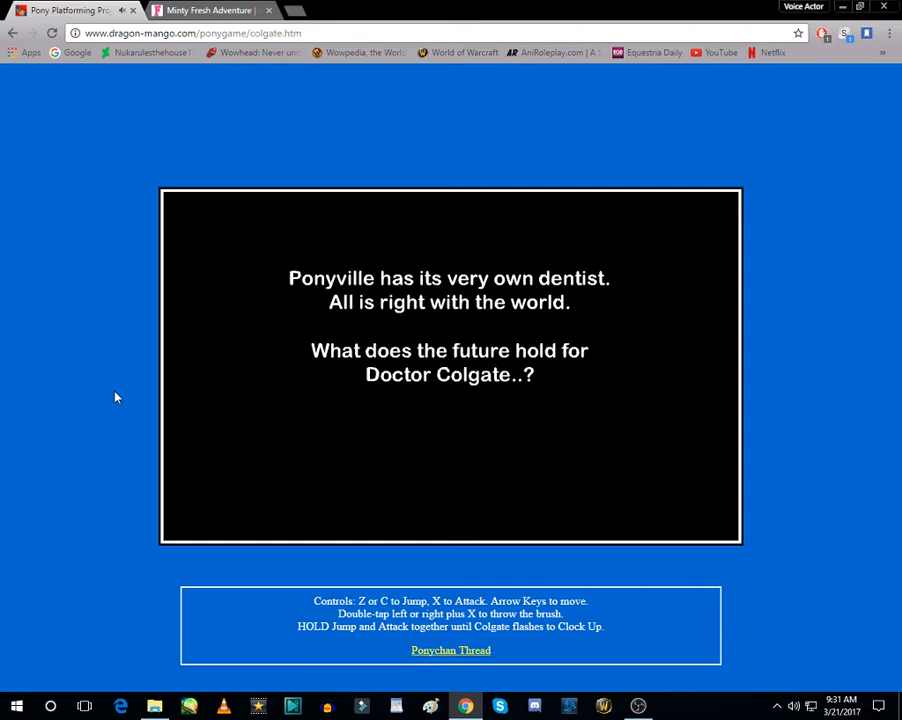 Pony Platforming Proj
Minty Fresh Adventure |
Voice Actor
www.dragon-mango.com/ponygame/colgate.htm
Apps
Google
Nukarulesthehouse1
Wowhead: Never und
Wowpedia, the World
World of Warcraft
AniRoleplay.com | A S
Equestria Daily
YouTube
Netflix
Ponyville has its very own dentist.
All is right with the world.
What does the future hold for
Doctor Colgate..?
Controls: Z or C to Jump, X to Attack. Arrow Keys to move.
Double-tap left or right plus X to throw the brush.
HOLD Jump and Attack together until Colgate flashes to Clock Up.
Ponychan Thread
9:31 AM
3/21/2017